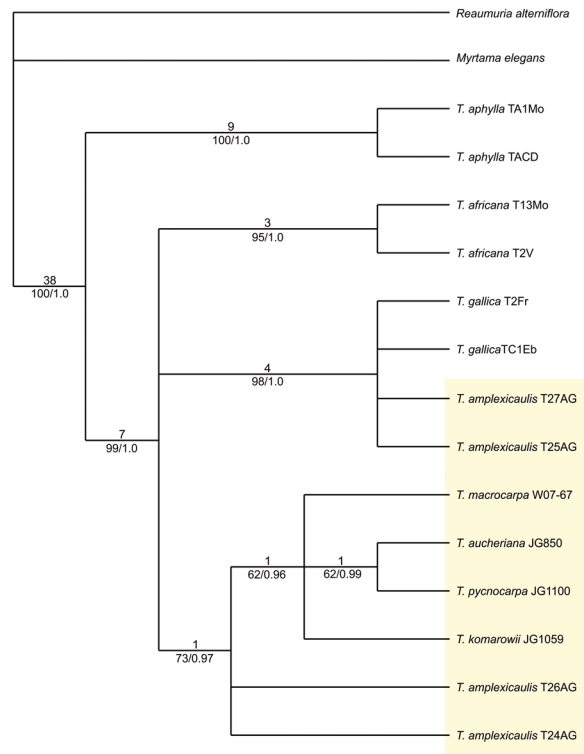 Reaumuria alterniflora
Myrtama elegans
T. aphylla TA1Mo
9
100/1.0
T. aphylla TACD
T. africana T13Mo
3
95/1.0
T. africana T2V
38
100/1.0
T. gallica T2Fr
T. gallicaTC1Eb
4
98/1.0
T. amplexicaulis T27AG
7
99/1.0
T. amplexicaulis T25AG
T. macrocarpa W07-67
T. aucheriana JG850
1
62/0.96
1
62/0.99
T. pycnocarpa JG1100
T. komarowii JG1059
1
73/0.97
T. amplexicaulis T26AG
T. amplexicaulis T24AG